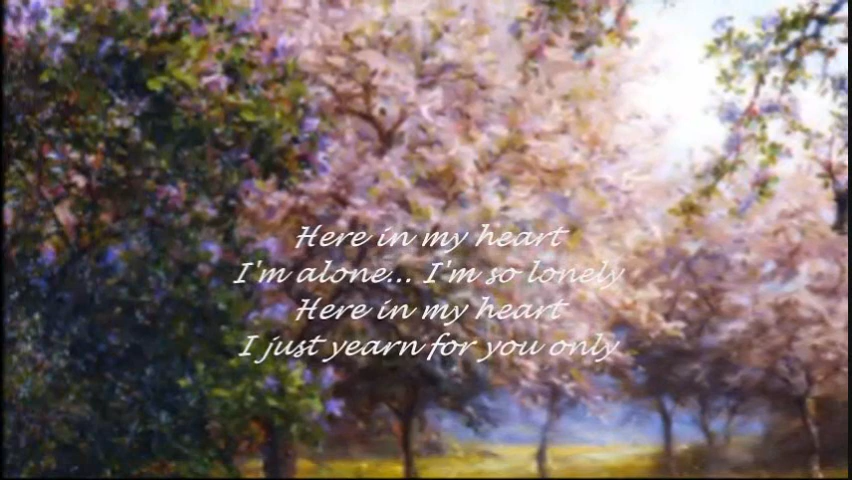 Here in my heart
I'm alone... I'm so lonely
Here in my heart
I just yearn for you only